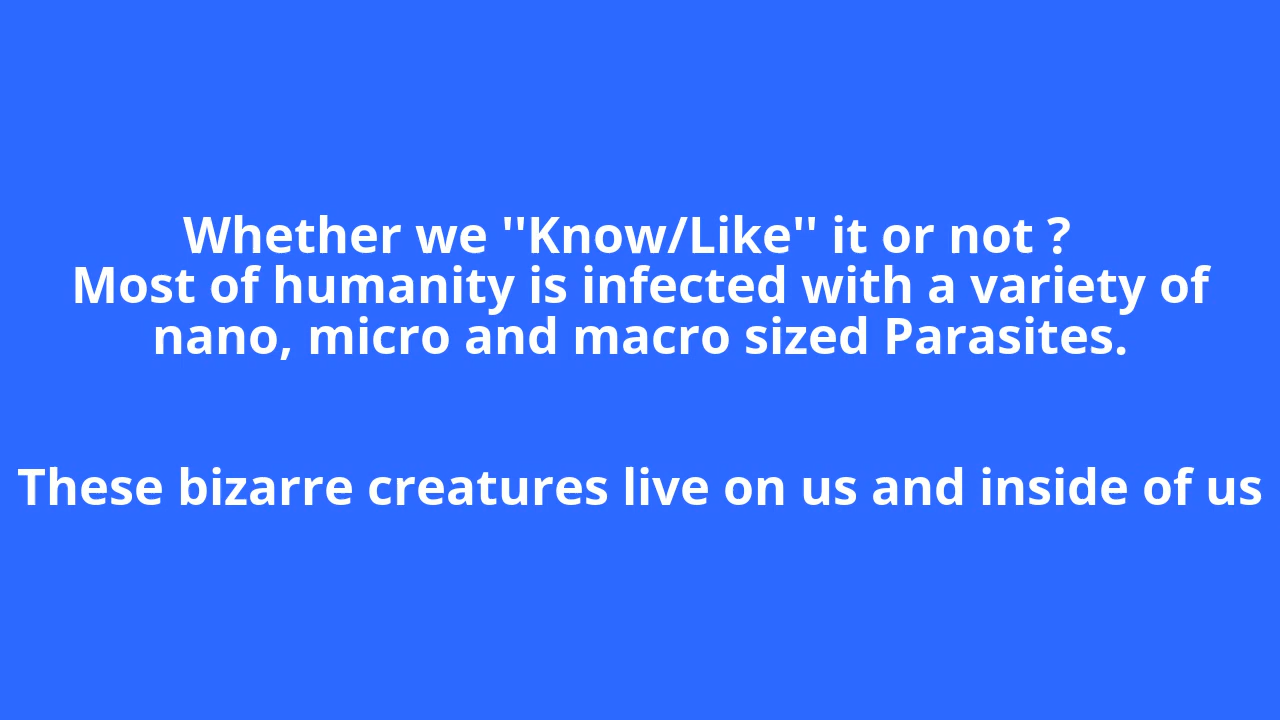 Whether we ''Know/Like'' it or not ?
Most of humanity is infected with a variety of
nano, micro and macro sized Parasites.
These bizarre creatures live on us and inside of us